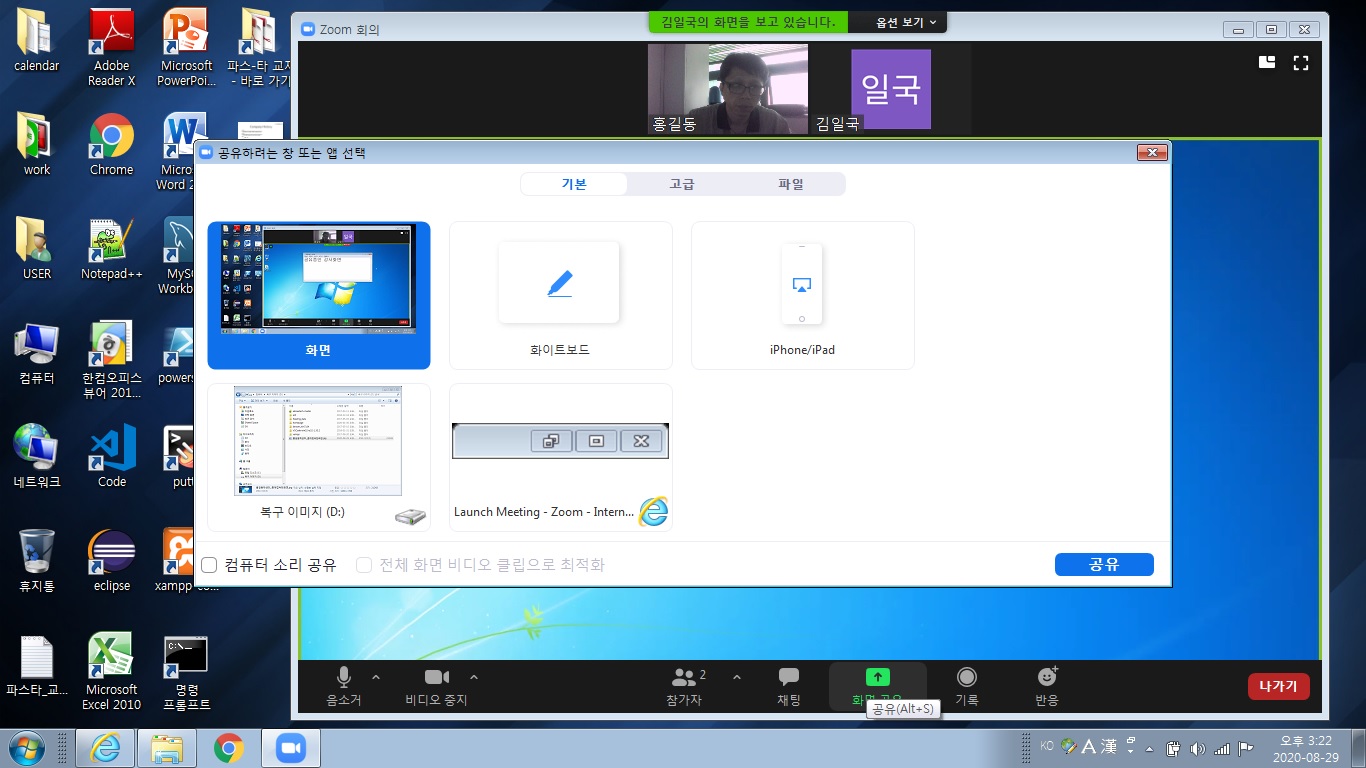 calendar
Adobe
Reader X
Microsoft
PowerPoi...
파스-타 교재
- 바로 가기
work
Chrome
Word 2
USER
Notepad++
MySQ
Workb
컴퓨터
한컴오피스
뷰어 201...
powers
네트워크
Code
putt
휴지통
eclipse
xampp-co...
파스타_교...
Microsoft
Excel 2010
명령
프롬프트
Zoom 회의
김일국의 화면을 보고 있습니다.
옵션 보기
홍길동
일국
김일국
공유하려는 창 또는 앱 선택
기본
고급
파일
화면
화이트보드
iPhone/iPad
복구 이미지 (D:)
Launch Meeting - Zoom - Intern...
컴퓨터 소리 공유
전체 화면 비디오 클립으로 최적화
공유
음소거
비디오 중지
2
참가자
채팅
화면 공유
공유(Alt+S)
기록
반응
나가기
KO
A 漢
오후 3:22
2020-08-29